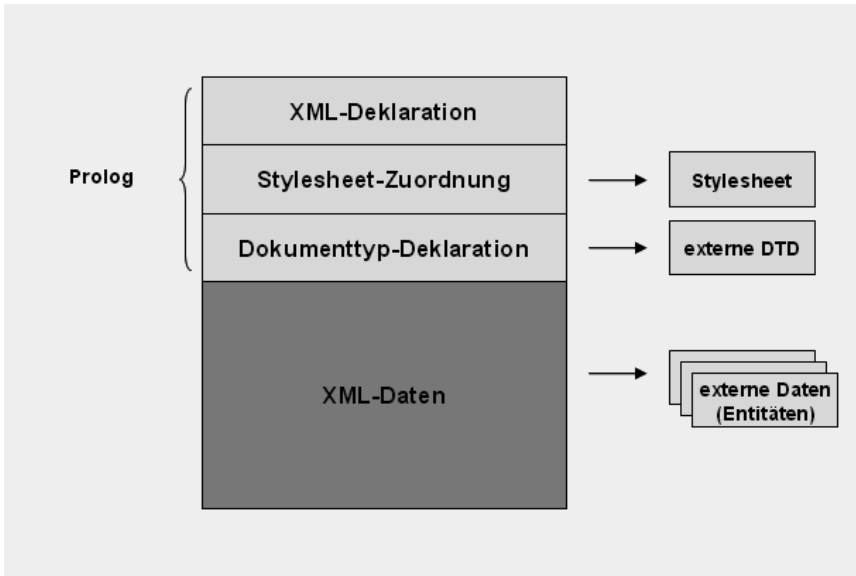 XML-Deklaration
Prolog
Stylesheet-Zuordnung
Stylesheet
Dokumenttyp-Deklaration
externe DTD
XML-Daten
externe Daten
(Entitäten)